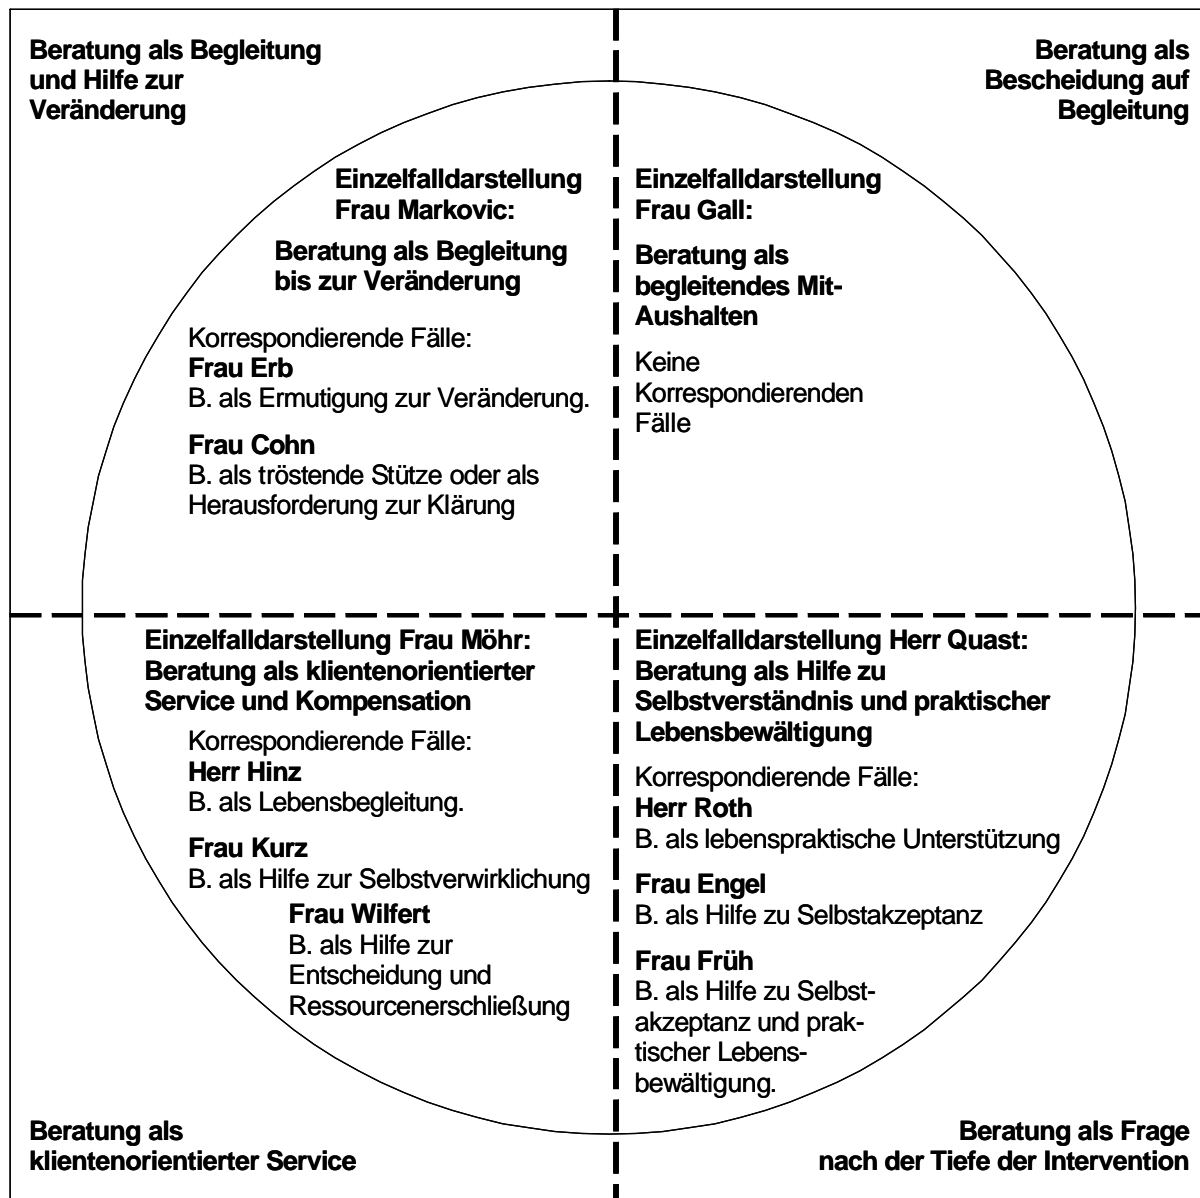 Beratung als Begleitung
und Hilfe zur
Veränderung
Beratung als
Bescheidung auf
Begleitung
Einzelfalldarstellung
Frau Markovic:
Beratung als Begleitung
bis zur Veränderung
Korrespondierende Fälle:
Frau Erb
B. als Ermutigung zur Veränderung.
Frau Cohn
B. als tröstende Stütze oder als
Herausforderung zur Klärung
Einzelfalldarstellung
Frau Gall:
Beratung als
begleitendes Mit-
Aushalten
Keine
Korrespondierenden
Fälle
Einzelfalldarstellung Frau Möhr:
Beratung als klientenorientierter
Service und Kompensation
Korrespondierende Fälle:
Herr Hinz
B. als Lebensbegleitung.
Frau Kurz
B. als Hilfe zur Selbstverwirklichung
Frau Wilfert
B. als Hilfe zur
Entscheidung und
Ressourcenerschließung
Einzelfalldarstellung Herr Quast:
Beratung als Hilfe zu
Selbstverständnis und praktischer
Lebensbewältigung
Korrespondierende Fälle:
Herr Roth
B. als lebenspraktische Unterstützung
Frau Engel
B. als Hilfe zu Selbstakzeptanz
Frau Früh
B. als Hilfe zu Selbst-
akzeptanz und prak-
tischer Lebens-
bewältigung.
Beratung als
klientenorientierter Service
Beratung als Frage
nach der Tiefe der Intervention